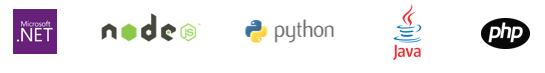 Microsoft
.NET
node JS
python
Java
php